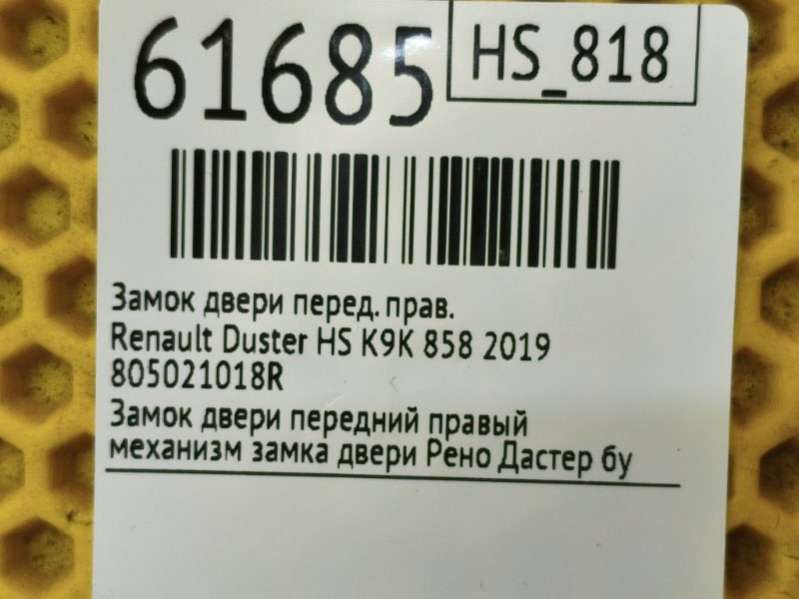 61685
HS_818
Замок двери перед. прав.
Renault Duster HS K9K 858 2019
805021018R
Замок двери передний правый
механизм замка двери Рено Дастер бу